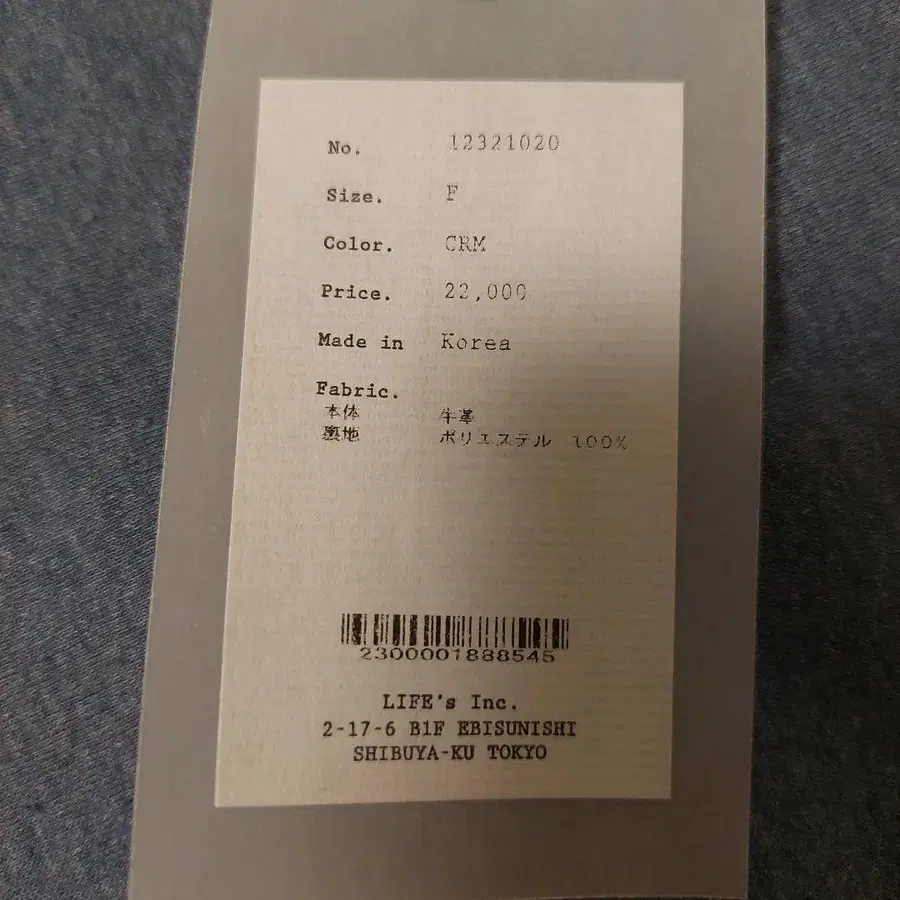 No. 12321020
Size. F
Color. CRM
Price. 22,000
Made in Korea
Fabric.
本体 牛革
裏地 ポリエステル 100%
2300001888545
LIFE's Inc.
2-17-6 B1F EBISUNISHI
SHIBUYA-KU TOKYO